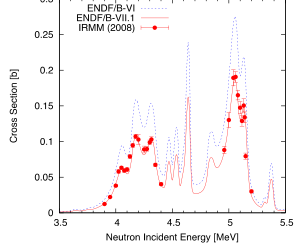 0.3
ENDF/B-VI
ENDF/B-VII.1
IRMM (2008)
0.25
0.2
0.15
0.1
0.05
0
Cross Section [b]
3.5 4 4.5 5 5.5
Neutron Incident Energy [MeV]